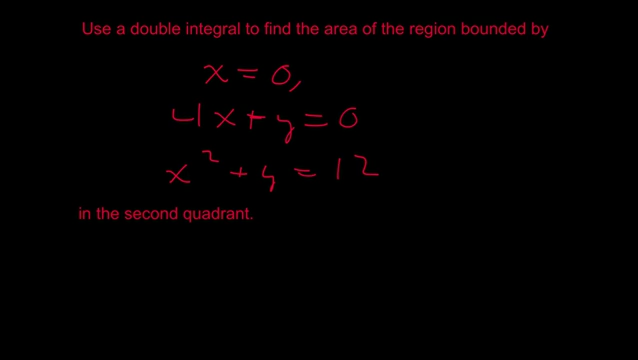 Use a double integral to find the area of the region bounded by
x = 0,
4x + y = 0
x² + y = 12
in the second quadrant.